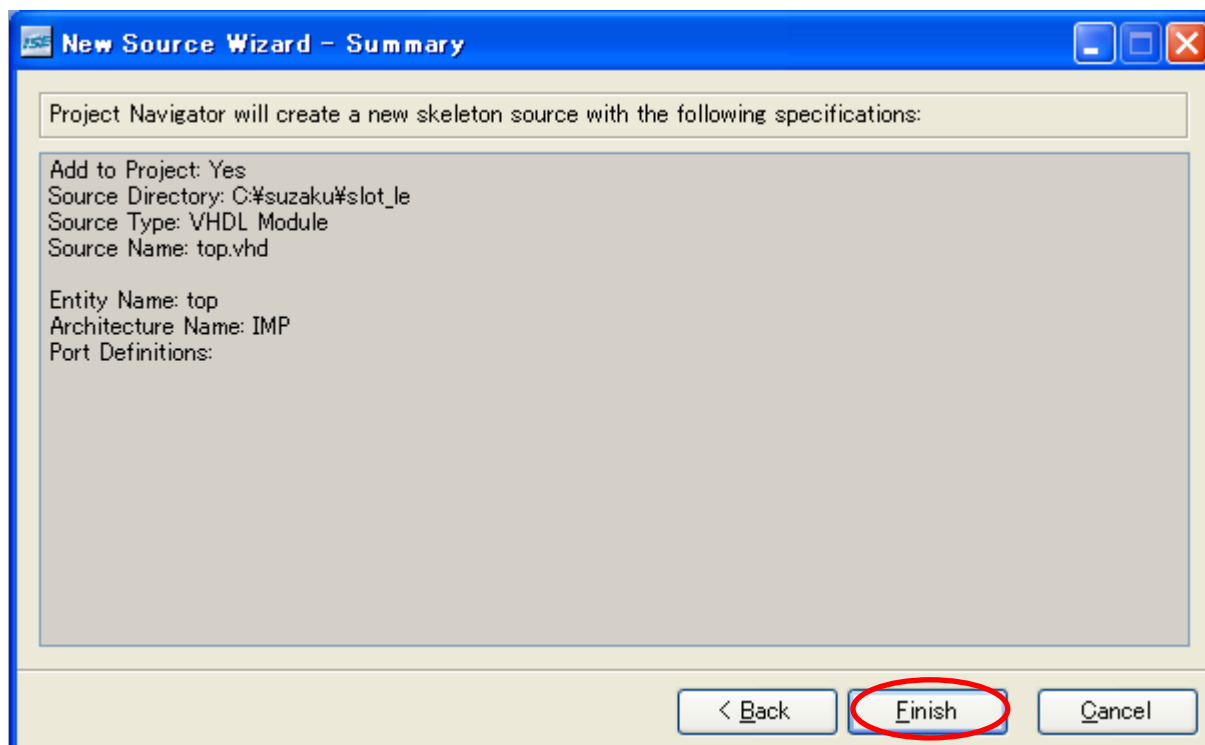 ISE New Source Wizard - Summary
Project Navigator will create a new skeleton source with the following specifications:
Add to Project: Yes
Source Directory: C:¥suzaku¥slot_le
Source Type: VHDL Module
Source Name: top.vhd
Entity Name: top
Architecture Name: IMP
Port Definitions:
< Back Finish Cancel